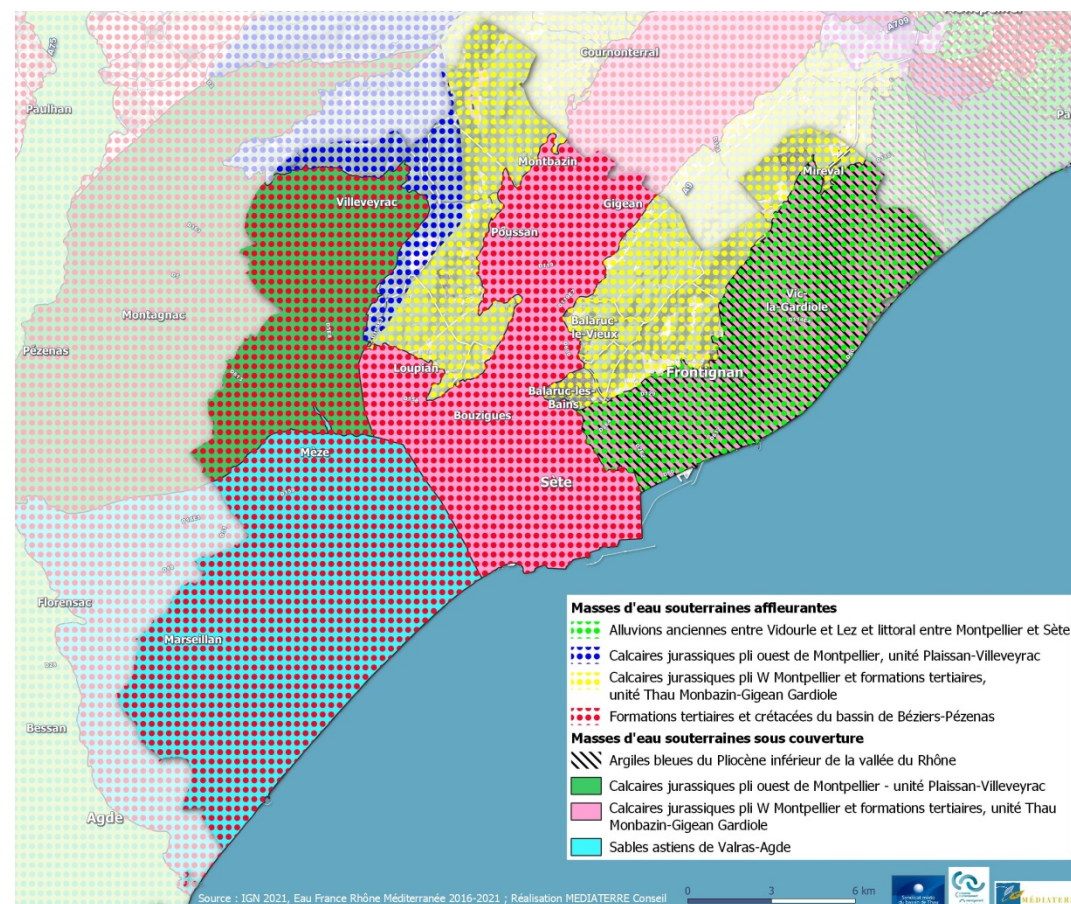 A75
A709
Cournonterral
Paulhan
Montbazin
Mireval
A9
Villeveyrac
Gigean
Poussan
Vic-
la-Gardiole
Montagnac
Balaruc-
le-Vieux
Pézenas
Loupian
Frontignan
Balaruc-les-
Bains
Bouzigues
Mèze
Sète
Florensac
Marseillan
Bessan
Agde
Masses d'eau souterraines affleurantes
Alluvions anciennes entre Vidourle et Lez et littoral entre Montpellier et Sète
Calcaires jurassiques pli ouest de Montpellier, unité Plaissan-Villeveyrac
Calcaires jurassiques pli W Montpellier et formations tertiaires,
unité Thau Monbazin-Gigean Gardiole
Formations tertiaires et crétacées du bassin de Béziers-Pézenas
Masses d'eau souterraines sous couverture
Argiles bleues du Pliocène inférieur de la vallée du Rhône
Calcaires jurassiques pli ouest de Montpellier - unité Plaissan-Villeveyrac
Calcaires jurassiques pli W Montpellier et formations tertiaires, unité Thau
Monbazin-Gigean Gardiole
Sables astiens de Valras-Agde
Source : IGN 2021, Eau France Rhône Méditerranée 2016-2021 ; Réalisation MEDIATERRE Conseil
0 3 6 km
MÉDIATERR